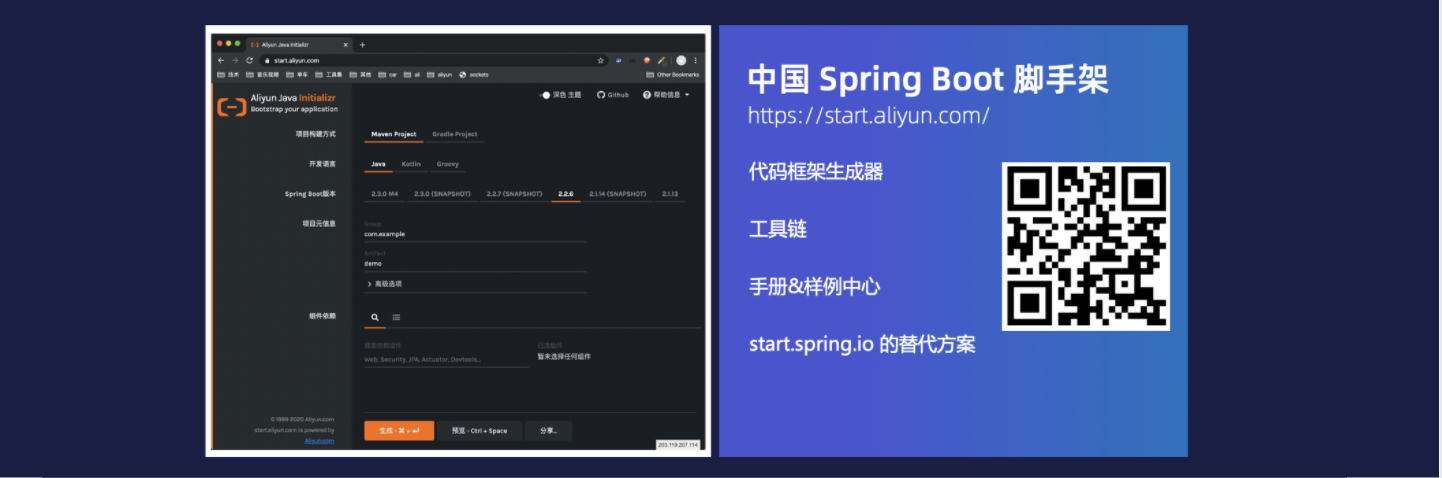 Aliyun Java Initializr
start.aliyun.com
技术 音乐视频 单车 工具集 其他 car ali aliyun sockets Other Bookmarks
Aliyun Java Initializr
Bootstrap your application
深色 主题 Github 帮助信息
项目构建方式 Maven Project Gradle Project
开发语言 Java Kotlin Groovy
Spring Boot版本 2.3.0 M4 2.3.0 (SNAPSHOT) 2.2.7 (SNAPSHOT) 2.2.6 2.1.14 (SNAPSHOT) 2.1.13
项目元信息 Group
com.example
Artifact
demo
高级选项
组件依赖
搜索依赖组件 已选组件
Web, Security, JPA, Actuator, Devtools... 暂未选择任何组件
© 1999-2020 Aliyun.com
start.aliyun.com is powered by
Aliyun.com
生成 - ⌘ + ↵ 预览 - Ctrl + Space 分享...
203.119.207.114
中国 Spring Boot 脚手架
https://start.aliyun.com/
代码框架生成器
工具链
手册&样例中心
start.spring.io 的替代方案